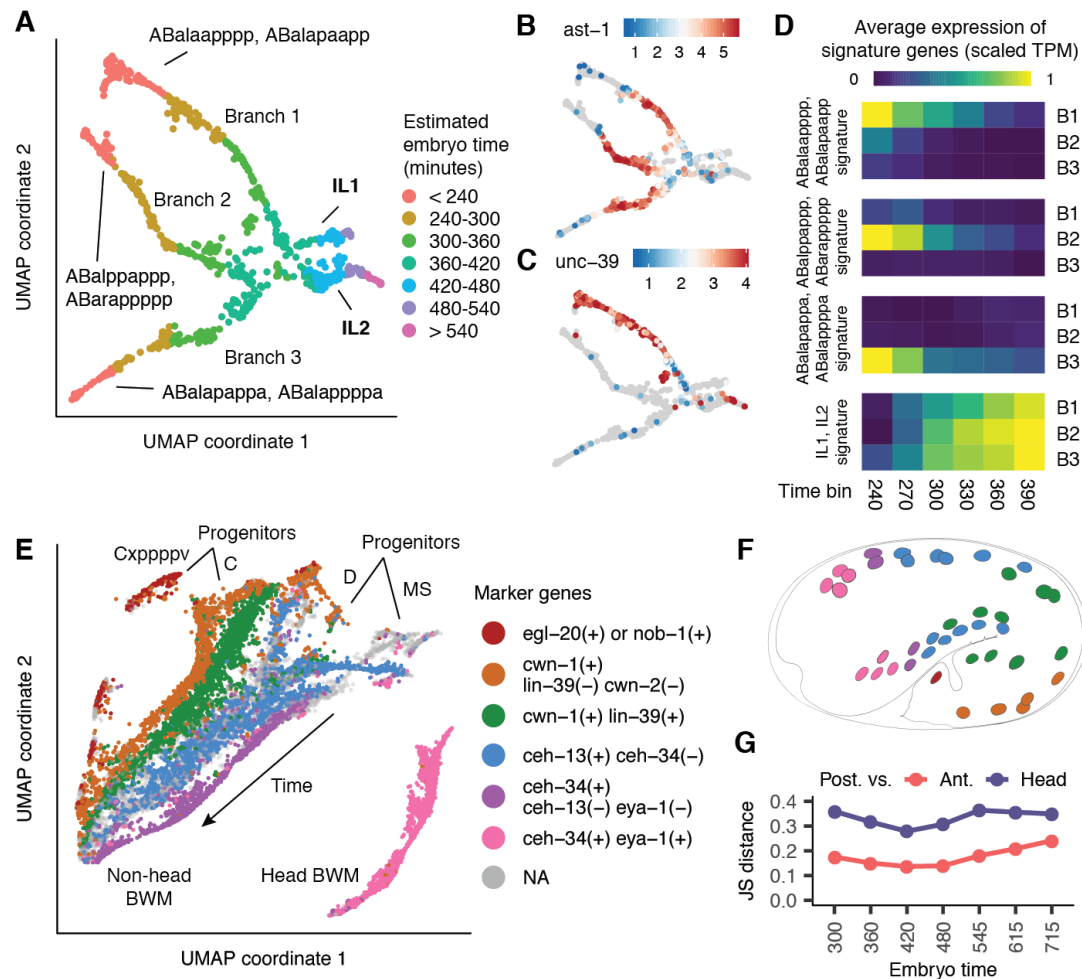 A
ABalaapppp, ABalapaapp
Branch 1
Branch 2
IL1
ABalppappp,
ABarappppp
IL2
Branch 3
ABalapappa, ABalappppa
UMAP coordinate 2
UMAP coordinate 1
Estimated
embryo time
(minutes)
< 240
240-300
300-360
360-420
420-480
480-540
> 540
B
ast-1
1 2 3 4 5
C
unc-39
1 2 3 4
D
Average expression of
signature genes (scaled TPM)
0 1
ABalaapppp,
ABalapaapp
signature
B1
B2
B3
ABalppappp,
ABarappppp
signature
B1
B2
B3
ABalapappa,
ABalappppa
signature
B1
B2
B3
IL1, IL2
signature
B1
B2
B3
Time bin
240 270 300 330 360 390
E
Progenitors
Cxppppv
C
Progenitors
D
MS
Time
Non-head
BWM
Head BWM
UMAP coordinate 2
UMAP coordinate 1
Marker genes
egl-20(+) or nob-1(+)
cwn-1(+)
lin-39(-) cwn-2(-)
cwn-1(+) lin-39(+)
ceh-13(+) ceh-34(-)
ceh-34(+)
ceh-13(-) eya-1(-)
ceh-34(+) eya-1(+)
NA
F
G
Post. vs. Ant. Head
JS distance
0.4
0.3
0.2
0.1
0.0
300 360 420 480 545 615 715
Embryo time